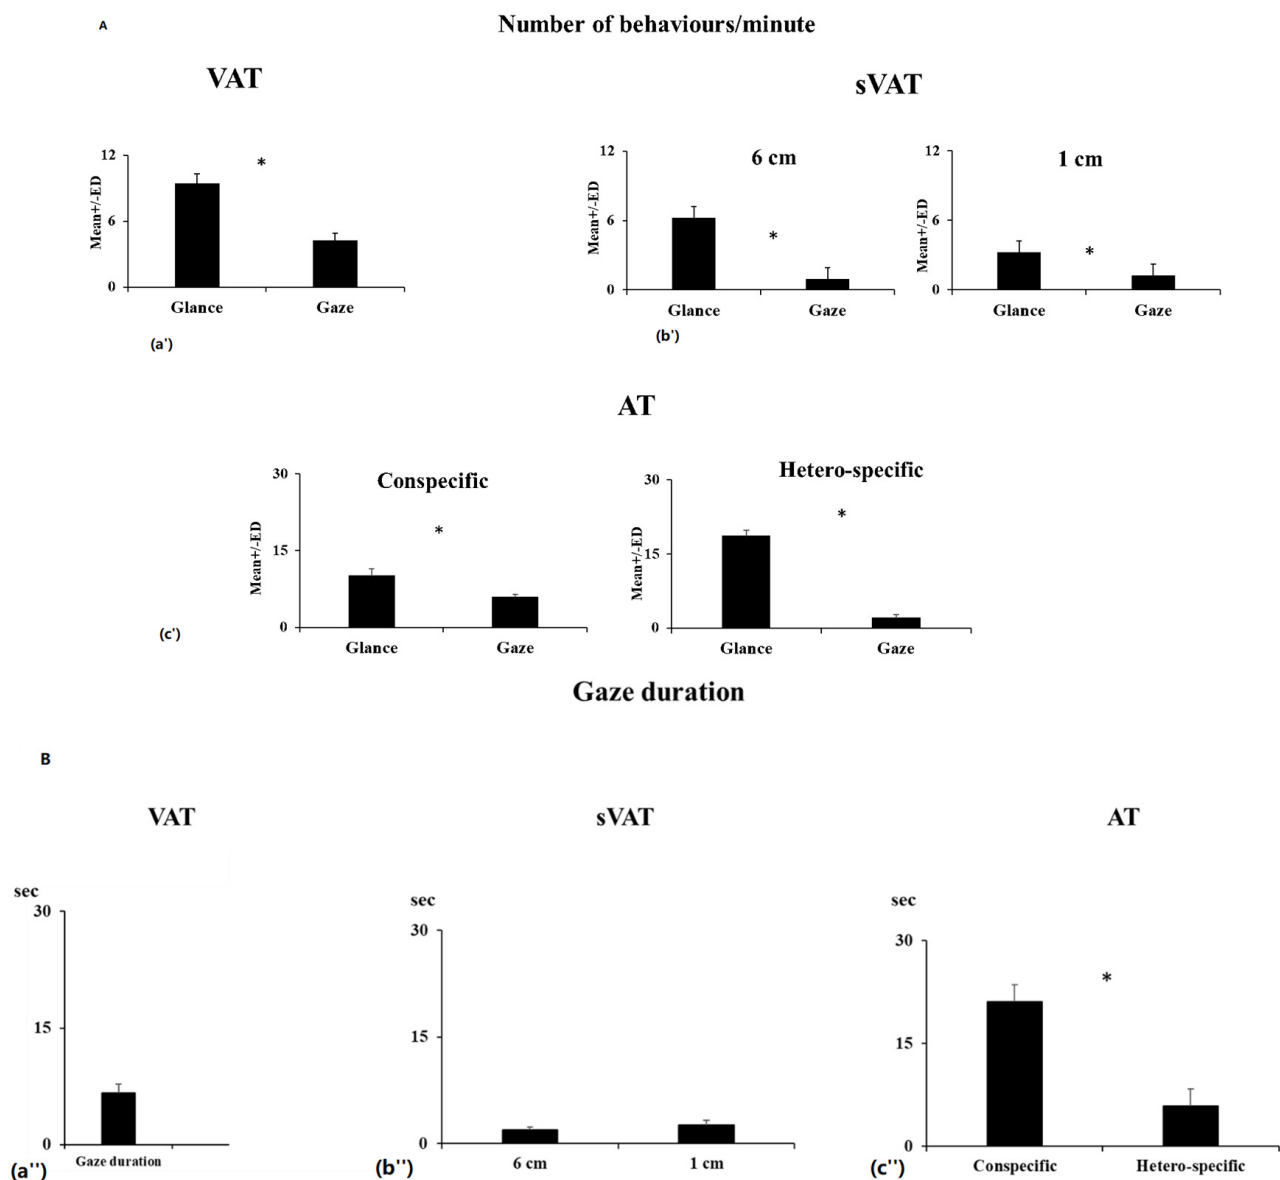 A
Number of behaviours/minute
VAT
sVAT
12
6
0
Mean+/-ED
*
Glance Gaze
(a')
6 cm
12
6
0
Mean+/-ED
*
Glance Gaze
(b')
1 cm
12
6
0
Mean+/-ED
*
Glance Gaze
AT
Conspecific
30
15
0
Mean+/-ED
*
Glance Gaze
(c')
Hetero-specific
30
15
0
Mean+/-ED
*
Glance Gaze
Gaze duration
B
VAT
sec
30
15
0
Gaze duration
(a'')
sVAT
sec
30
15
0
6 cm 1 cm
(b'')
AT
sec
30
15
0
*
Conspecific Hetero-specific
(c'')